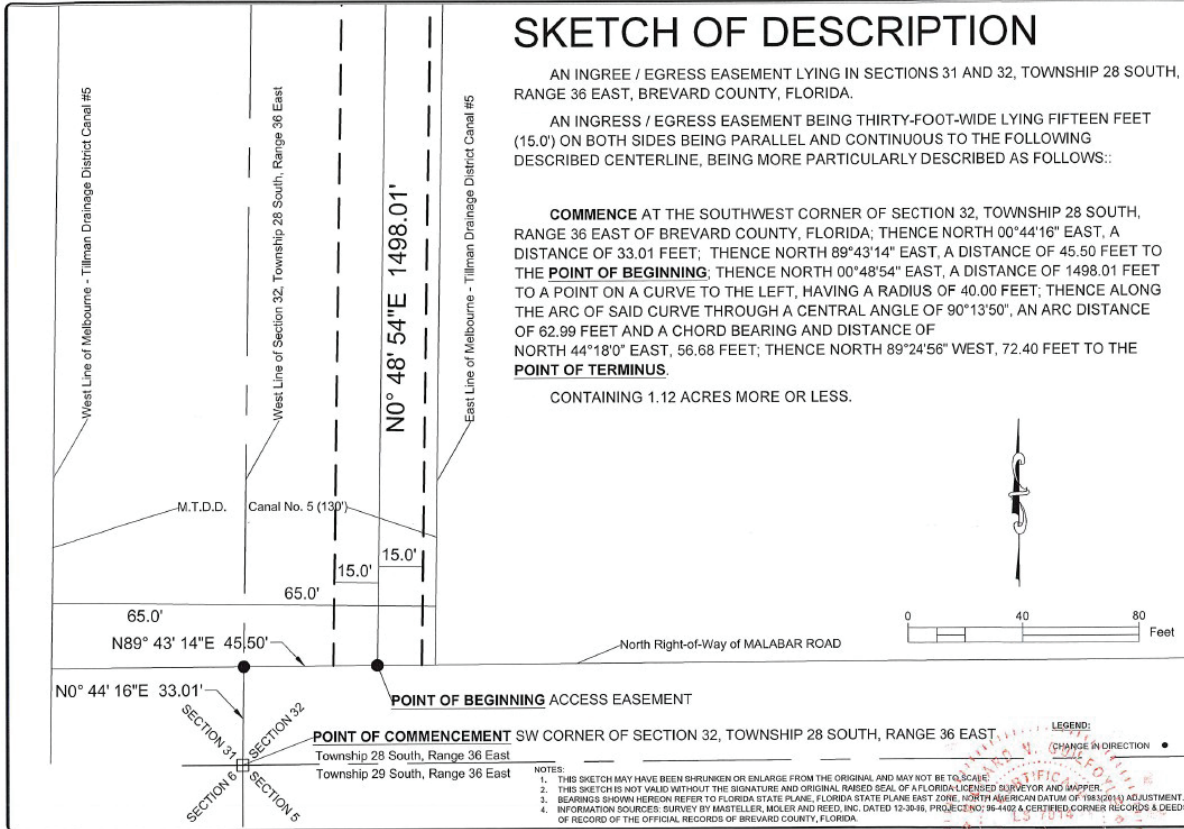 SKETCH OF DESCRIPTION
AN INGREE / EGRESS EASEMENT LYING IN SECTIONS 31 AND 32, TOWNSHIP 28 SOUTH,
RANGE 36 EAST, BREVARD COUNTY, FLORIDA.
AN INGRESS / EGRESS EASEMENT BEING THIRTY-FOOT-WIDE LYING FIFTEEN FEET
(15.0') ON BOTH SIDES BEING PARALLEL AND CONTINUOUS TO THE FOLLOWING
DESCRIBED CENTERLINE, BEING MORE PARTICULARLY DESCRIBED AS FOLLOWS::
COMMENCE AT THE SOUTHWEST CORNER OF SECTION 32, TOWNSHIP 28 SOUTH,
RANGE 36 EAST OF BREVARD COUNTY, FLORIDA; THENCE NORTH 00°44'16" EAST, A
DISTANCE OF 33.01 FEET; THENCE NORTH 89°43'14" EAST, A DISTANCE OF 45.50 FEET TO
THE POINT OF BEGINNING; THENCE NORTH 00°48'54" EAST, A DISTANCE OF 1498.01 FEET
TO A POINT ON A CURVE TO THE LEFT, HAVING A RADIUS OF 40.00 FEET; THENCE ALONG
THE ARC OF SAID CURVE THROUGH A CENTRAL ANGLE OF 90°13'50", AN ARC DISTANCE
OF 62.99 FEET AND A CHORD BEARING AND DISTANCE OF
NORTH 44°18'0" EAST, 56.68 FEET; THENCE NORTH 89°24'56" WEST, 72.40 FEET TO THE
POINT OF TERMINUS.
CONTAINING 1.12 ACRES MORE OR LESS.
West Line of Melbourne - Tillman Drainage District Canal #5
West Line of Section 32, Township 28 South, Range 36 East
N0° 48' 54"E 1498.01'
East Line of Melbourne - Tillman Drainage District Canal #5
M.T.D.D. Canal No. 5 (130')
15.0'
15.0'
65.0'
65.0'
N89° 43' 14"E 45.50'
North Right-of-Way of MALABAR ROAD
0 40 80
Feet
N0° 44' 16"E 33.01'
POINT OF BEGINNING ACCESS EASEMENT
SECTION 31
SECTION 32
SECTION 6
SECTION 5
POINT OF COMMENCEMENT SW CORNER OF SECTION 32, TOWNSHIP 28 SOUTH, RANGE 36 EAST
Township 28 South, Range 36 East
Township 29 South, Range 36 East
LEGEND:
CHANGE IN DIRECTION
NOTES:
1. THIS SKETCH MAY HAVE BEEN SHRUNKEN OR ENLARGE FROM THE ORIGINAL AND MAY NOT BE TO SCALE.
2. THIS SKETCH IS NOT VALID WITHOUT THE SIGNATURE AND ORIGINAL RAISED SEAL OF A FLORIDA LICENSED SURVEYOR AND MAPPER.
3. BEARINGS SHOWN HEREON REFER TO FLORIDA STATE PLANE, FLORIDA STATE PLANE EAST ZONE, NORTH AMERICAN DATUM OF 1983(2011) ADJUSTMENT.
4. INFORMATION SOURCES: SURVEY BY MASTELLER, MOLER AND REED, INC. DATED 12-30-96, PROJECT NO: 96-4402 & CERTIFIED CORNER RECORDS & DEEDS
OF RECORD OF THE OFFICIAL RECORDS OF BREVARD COUNTY, FLORIDA.
LS 7014